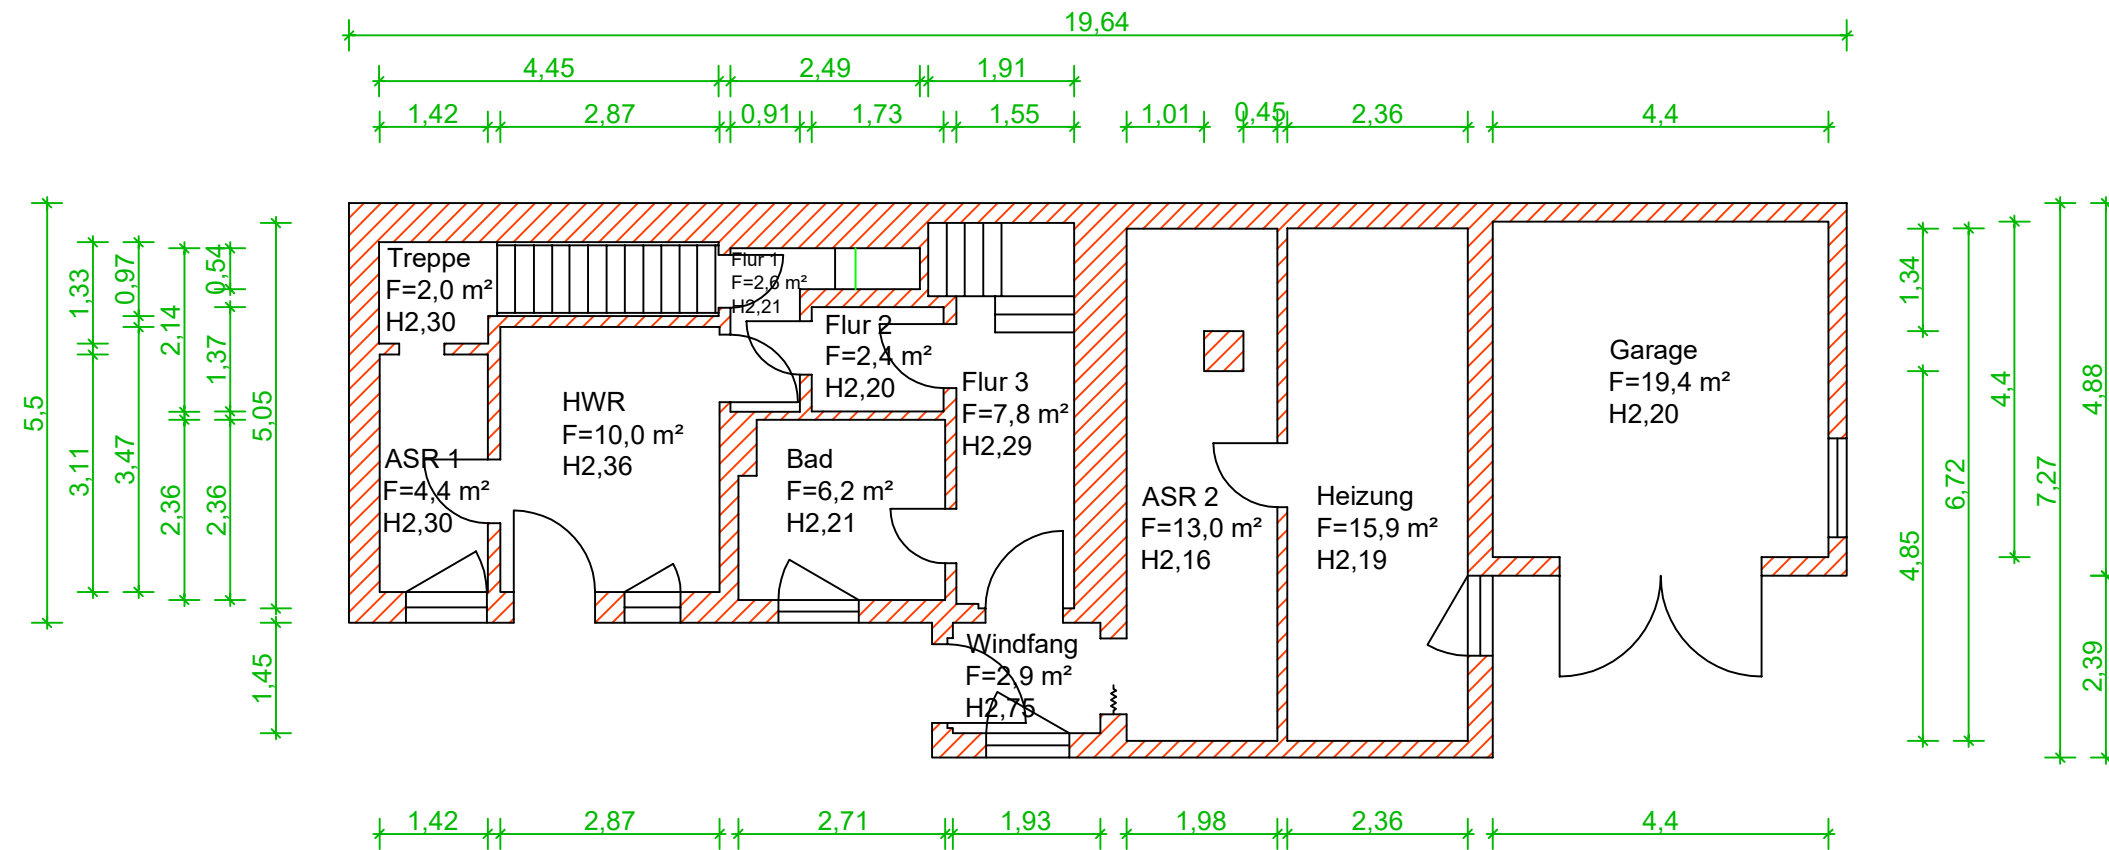 19,64
4,45 2,49 1,91
1,42 2,87 0,91 1,73 1,55 1,01 0,45 2,36 4,4
5,5
1,33
3,11
0,97
3,47
2,14
2,36
0,54
1,37
2,36
5,05
1,45
Treppe
F=2,0 m²
H2,30
Flur 1
F=2,6 m²
H2,21
Flur 2
F=2,4 m²
H2,20
Flur 3
F=7,8 m²
H2,29
HWR
F=10,0 m²
H2,36
ASR 1
F=4,4 m²
H2,30
Bad
F=6,2 m²
H2,21
Windfang
F=2,9 m²
H2,75
ASR 2
F=13,0 m²
H2,16
Heizung
F=15,9 m²
H2,19
Garage
F=19,4 m²
H2,20
1,34
4,85
6,72
4,4
7,27
4,88
2,39
1,42 2,87 2,71 1,93 1,98 2,36 4,4